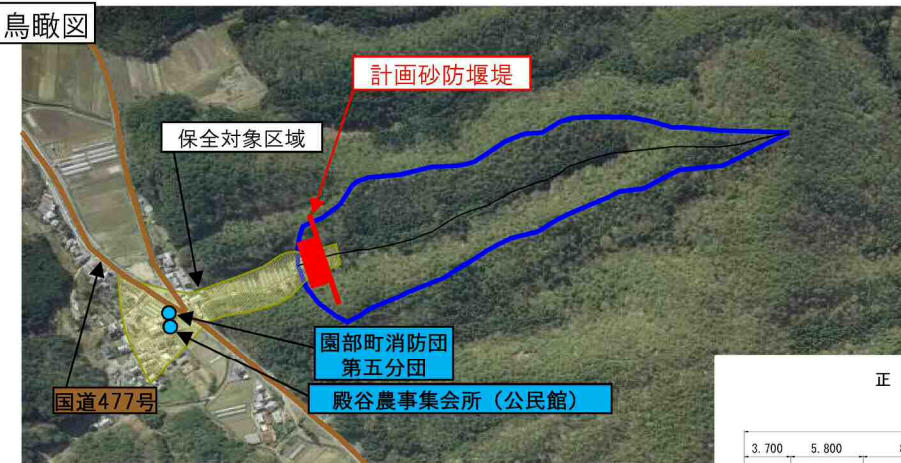 鳥瞰図
計画砂防堰堤
保全対象区域
園部町消防団
第五分団
国道477号
殿谷農事集会所（公民館）
正
3.700 5.800